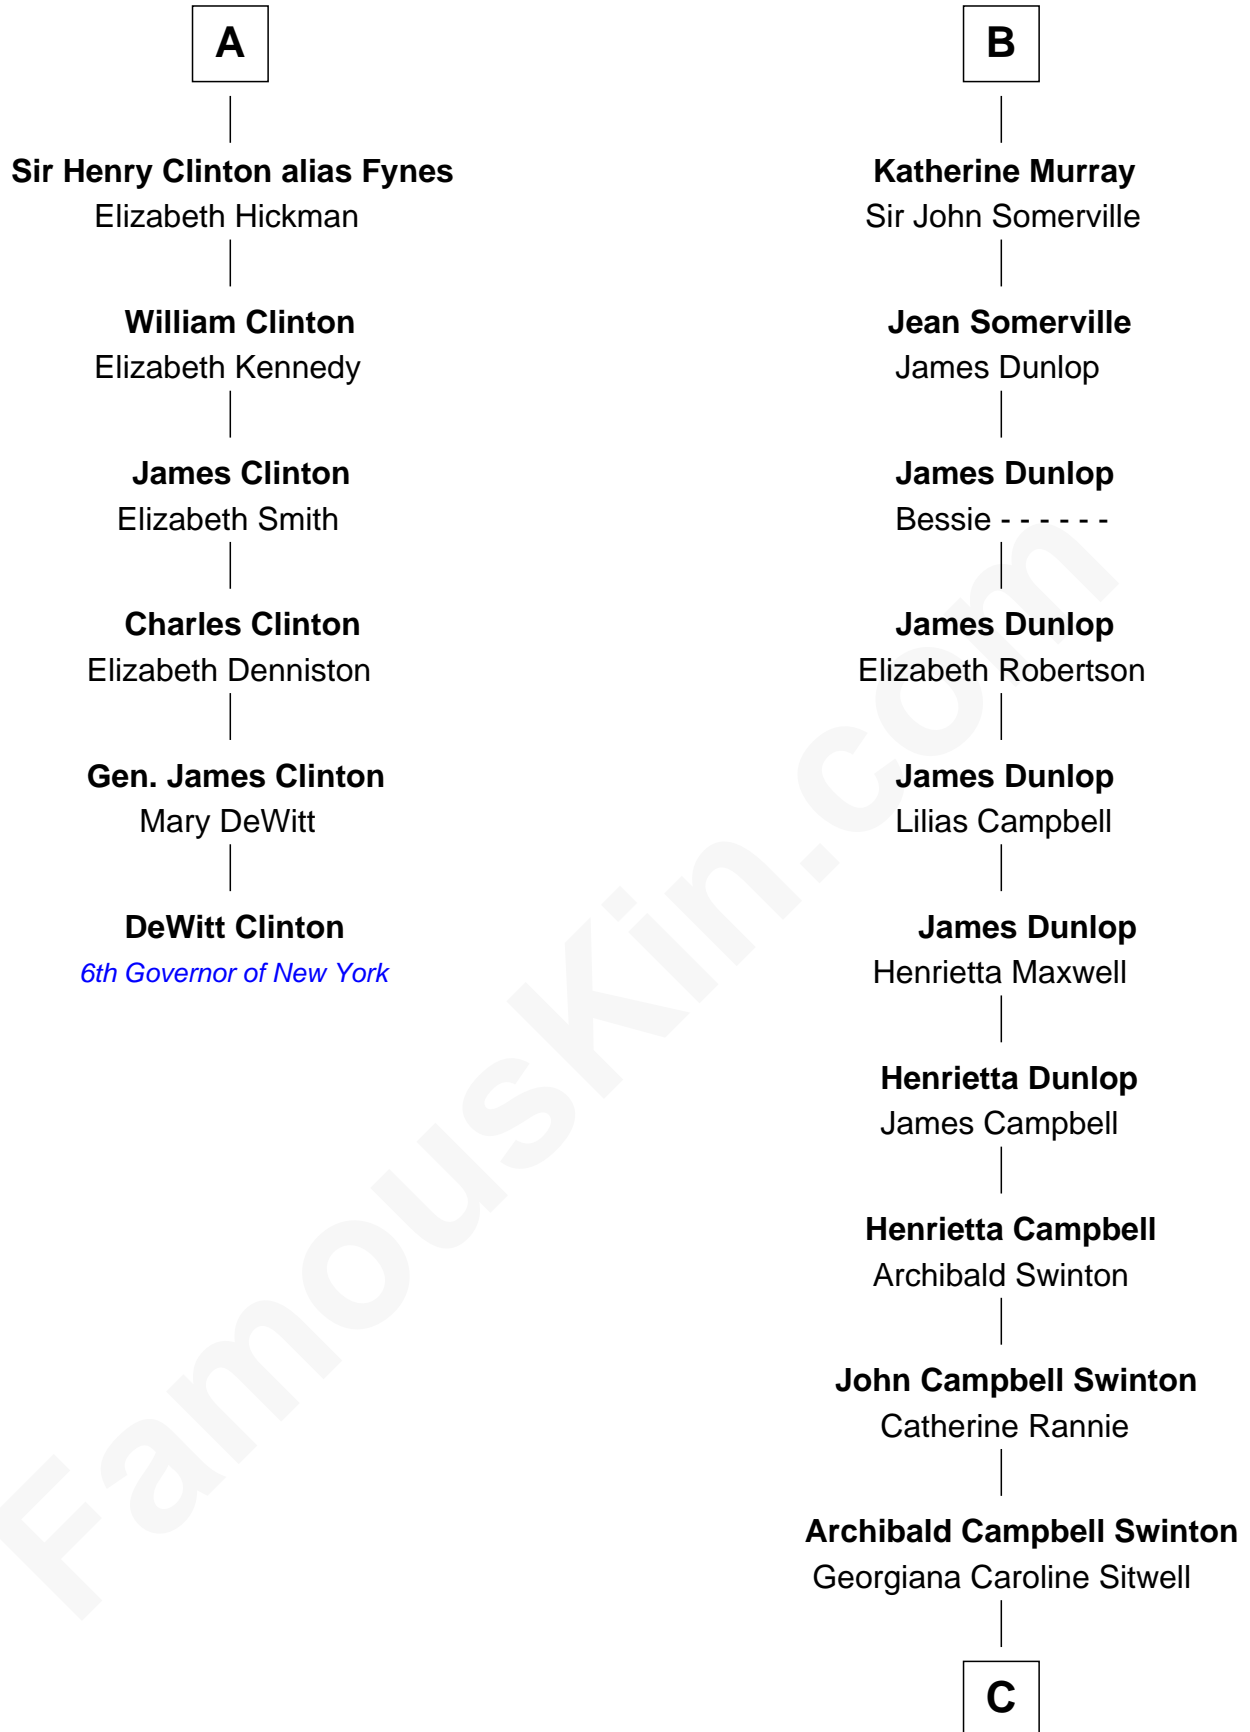 A
Sir Henry Clinton alias Fynes
Elizabeth Hickman
William Clinton
Elizabeth Kennedy
James Clinton
Elizabeth Smith
Charles Clinton
Elizabeth Denniston
Gen. James Clinton
Mary DeWitt
DeWitt Clinton
6th Governor of New York
B
Katherine Murray
Sir John Somerville
Jean Somerville
James Dunlop
James Dunlop
Bessie - - - - - -
James Dunlop
Elizabeth Robertson
James Dunlop
Lilias Campbell
James Dunlop
Henrietta Maxwell
Henrietta Dunlop
James Campbell
Henrietta Campbell
Archibald Swinton
John Campbell Swinton
Catherine Rannie
Archibald Campbell Swinton
Georgiana Caroline Sitwell
C
FamousKin.com